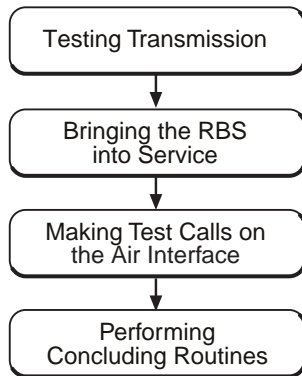 Testing Transmission
Bringing the RBS
into Service
Making Test Calls on
the Air Interface
Performing
Concluding Routines